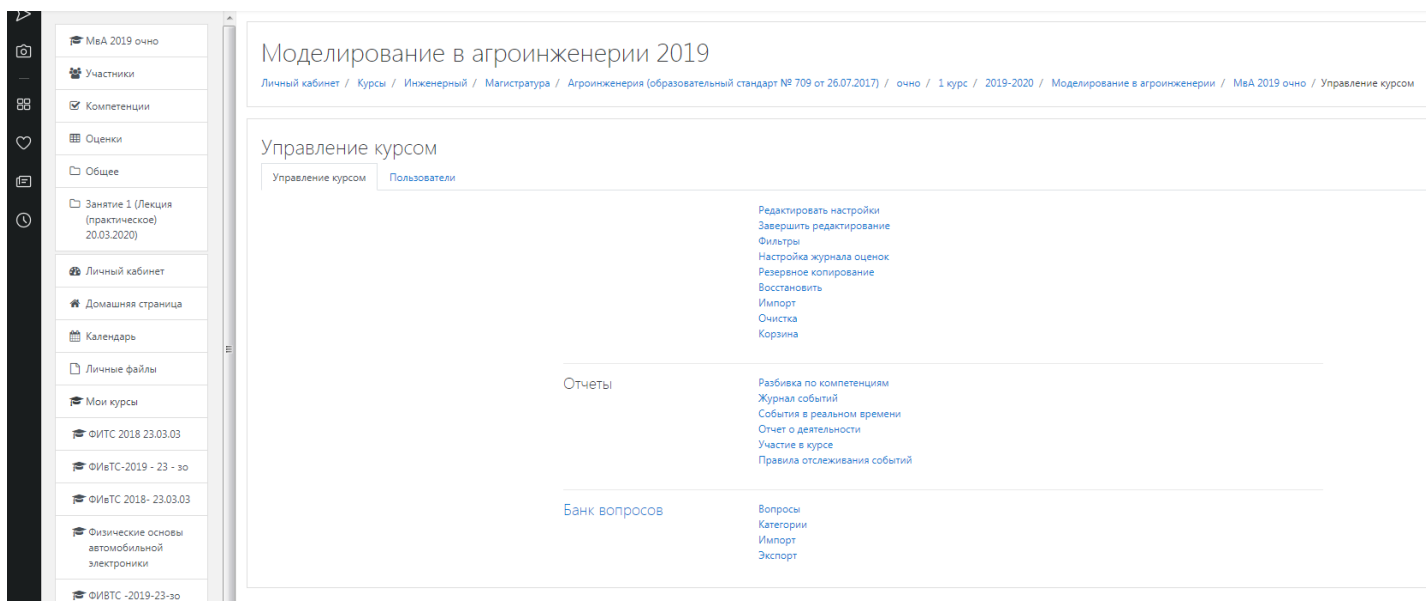 МвА 2019 очно
Участники
Компетенции
Оценки
Общее
Занятие 1 (Лекция
(практическое)
20.03.2020)
Личный кабинет
Домашняя страница
Календарь
Личные файлы
Мои курсы
ФИТС 2018 23.03.03
ФИвТС-2019 - 23 - зо
ФИвТС 2018- 23.03.03
Физические основы
автомобильной
электроники
ФИВТС -2019-23-зо
Моделирование в агроинженерии 2019
Личный кабинет / Курсы / Инженерный / Магистратура / Агроинженерия (образовательный стандарт № 709 от 26.07.2017) / очно / 1 курс / 2019-2020 / Моделирование в агроинженерии / МвА 2019 очно / Управление курсом
Управление курсом
Управление курсом Пользователи
Редактировать настройки
Завершить редактирование
Фильтры
Настройка журнала оценок
Резервное копирование
Восстановить
Импорт
Очистка
Корзина
Отчеты
Разбивка по компетенциям
Журнал событий
События в реальном времени
Отчет о деятельности
Участие в курсе
Правила отслеживания событий
Банк вопросов
Вопросы
Категории
Импорт
Экспорт